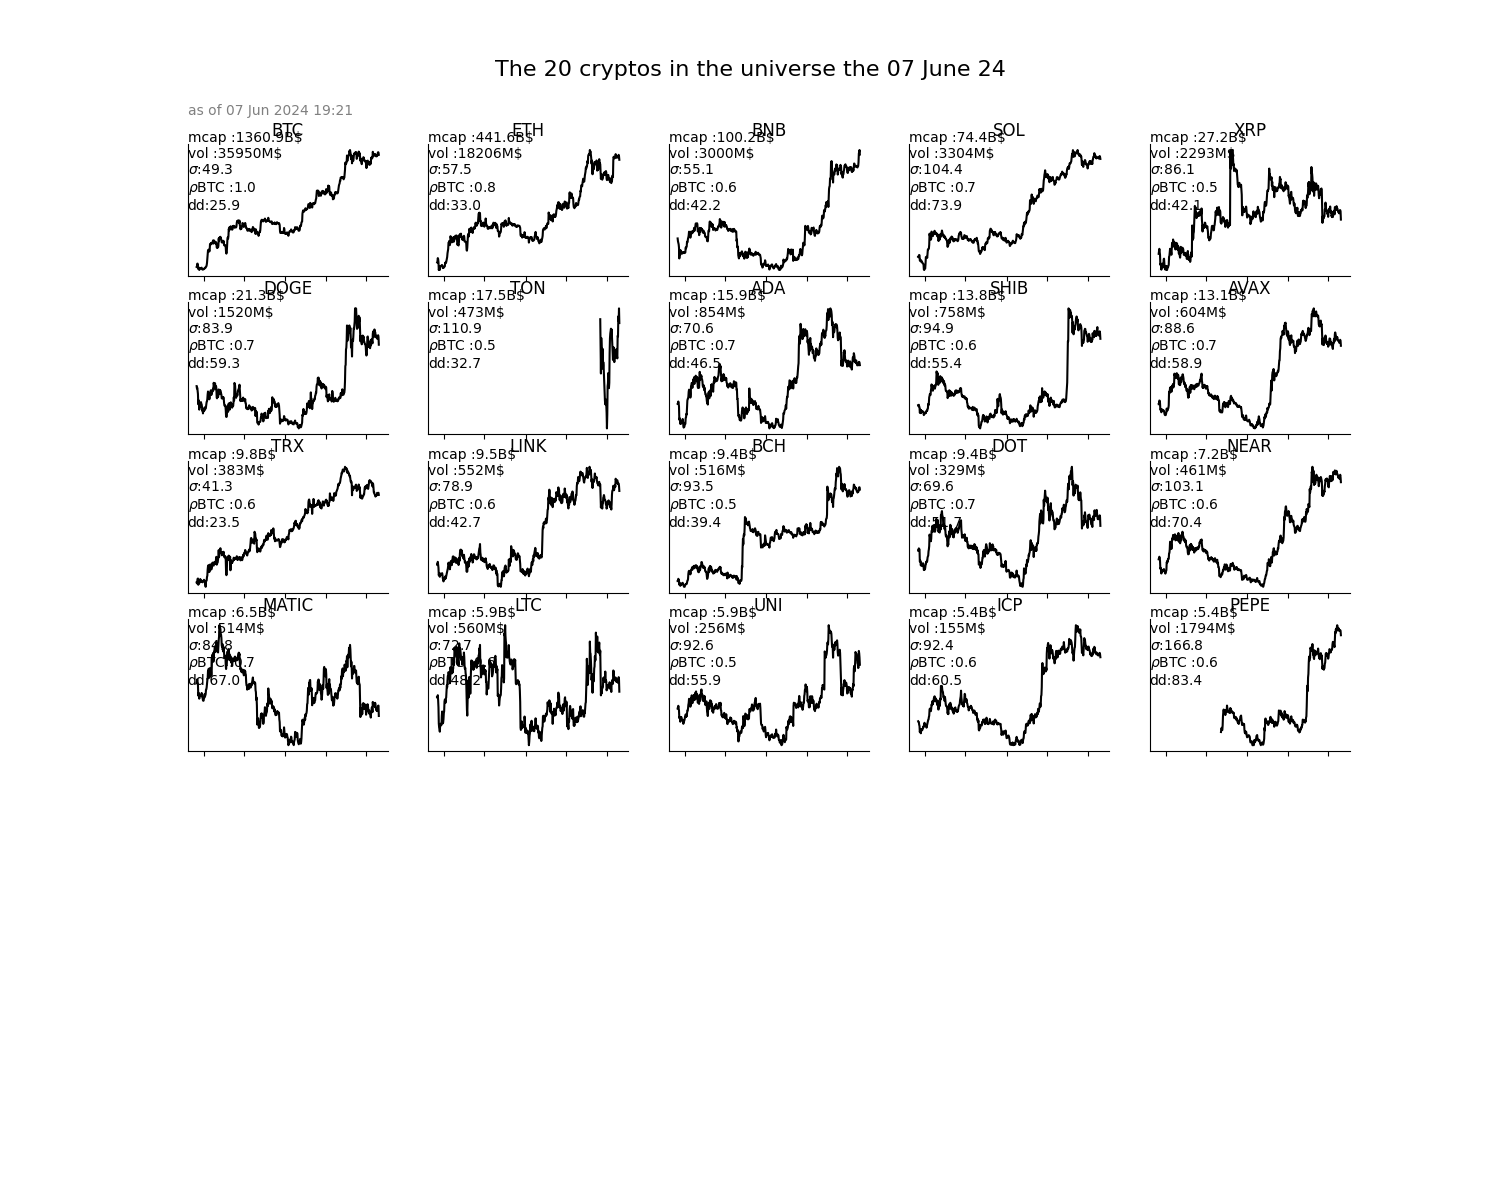 The 20 cryptos in the universe the 07 June 24
as of 07 Jun 2024 19:21
BTC
mcap :1360.9B$
vol :35950M$
σ:49.3
ρBTC :1.0
dd:25.9
ETH
mcap :441.6B$
vol :18206M$
σ:57.5
ρBTC :0.8
dd:33.0
BNB
mcap :100.2B$
vol :3000M$
σ:55.1
ρBTC :0.6
dd:42.2
SOL
mcap :74.4B$
vol :3304M$
σ:104.4
ρBTC :0.7
dd:73.9
XRP
mcap :27.2B$
vol :2293M$
σ:86.1
ρBTC :0.5
dd:42.1
DOGE
mcap :21.3B$
vol :1520M$
σ:83.9
ρBTC :0.7
dd:59.3
TON
mcap :17.5B$
vol :473M$
σ:110.9
ρBTC :0.5
dd:32.7
ADA
mcap :15.9B$
vol :854M$
σ:70.6
ρBTC :0.7
dd:46.5
SHIB
mcap :13.8B$
vol :758M$
σ:94.9
ρBTC :0.6
dd:55.4
AVAX
mcap :13.1B$
vol :604M$
σ:88.6
ρBTC :0.7
dd:58.9
TRX
mcap :9.8B$
vol :383M$
σ:41.3
ρBTC :0.6
dd:23.5
LINK
mcap :9.5B$
vol :552M$
σ:78.9
ρBTC :0.6
dd:42.7
BCH
mcap :9.4B$
vol :516M$
σ:93.5
ρBTC :0.5
dd:39.4
DOT
mcap :9.4B$
vol :329M$
σ:69.6
ρBTC :0.7
NEAR
mcap :7.2B$
vol :461M$
σ:103.1
ρBTC :0.6
dd:70.4
MATIC
mcap :6.5B$
vol :514M$
σ:84.8
ρBTC :0.7
dd:67.0
LTC
mcap :5.9B$
vol :560M$
σ:72.7
ρBTC
dd:48.2
UNI
mcap :5.9B$
vol :256M$
σ:92.6
ρBTC :0.5
dd:55.9
ICP
mcap :5.4B$
vol :155M$
σ:92.4
ρBTC :0.6
dd:60.5
PEPE
mcap :5.4B$
vol :1794M$
σ:166.8
ρBTC :0.6
dd:83.4